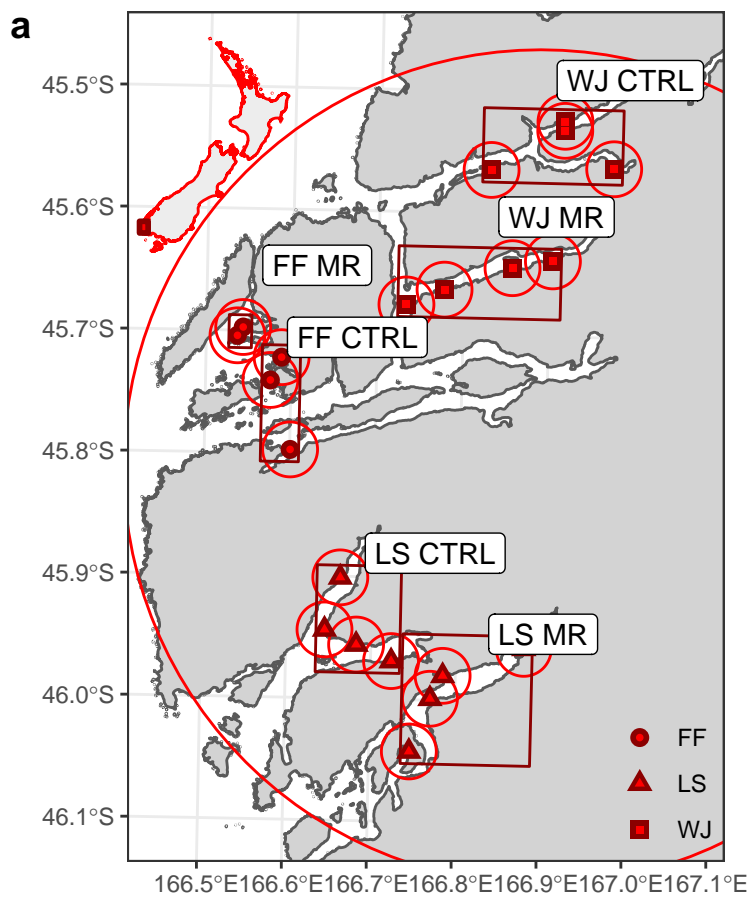 a
45.5°S
45.6°S
45.7°S
45.8°S
45.9°S
46.0°S
46.1°S
WJ CTRL
WJ MR
FF MR
FF CTRL
LS CTRL
LS MR
FF
LS
WJ
166.5°E166.6°E166.7°E166.8°E166.9°E167.0°E167.1°E